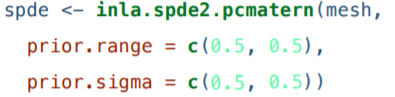 spde <- inla.spde2.pcmatern(mesh,
  prior.range = c(0.5, 0.5),
  prior.sigma = c(0.5, 0.5))